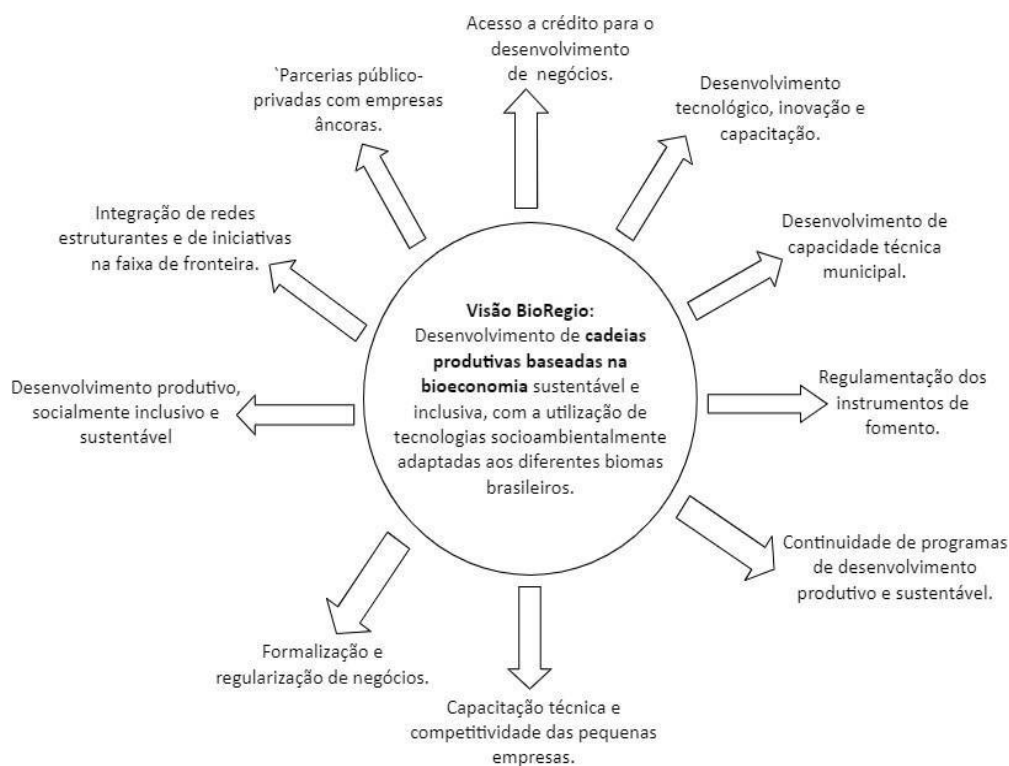 Acesso a crédito para o
desenvolvimento
de negócios.
`Parcerias público-
privadas com empresas
âncoras.
Desenvolvimento
tecnológico, inovação e
capacitação.
Integração de redes
estruturantes e de iniciativas
na faixa de fronteira.
Desenvolvimento de
capacidade técnica
municipal.
Visão BioRegio:
Desenvolvimento de cadeias
produtivas baseadas na
bioeconomia sustentável e
inclusiva, com a utilização de
tecnologias socioambientalmente
adaptadas aos diferentes biomas
brasileiros.
Desenvolvimento produtivo,
socialmente inclusivo e
sustentável
Regulamentação dos
instrumentos de
fomento.
Continuidade de programas
de desenvolvimento
produtivo e sustentável.
Formalização e
regularização de negócios.
Capacitação técnica e
competitividade das pequenas
empresas.